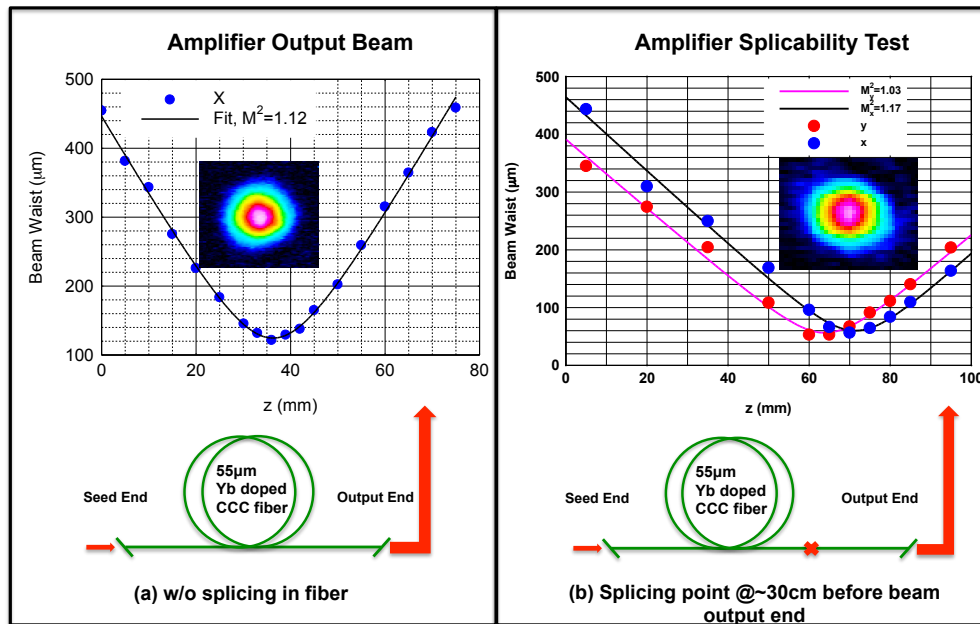 Amplifier Output Beam
500
400
300
200
100
Beam Waist (µm)
X
Fit, M²=1.12
0
20
40
60
80
z (mm)
Seed End
55µm
Yb doped
CCC fiber
Output End
(a) w/o splicing in fiber
Amplifier Splicability Test
500
400
300
200
100
0
Beam Waist (µm)
M²y=1.03
M²x=1.17
y
x
0
20
40
60
80
100
z (mm)
Seed End
55µm
Yb doped
CCC fiber
Output End
(b) Splicing point @~30cm before beam
output end